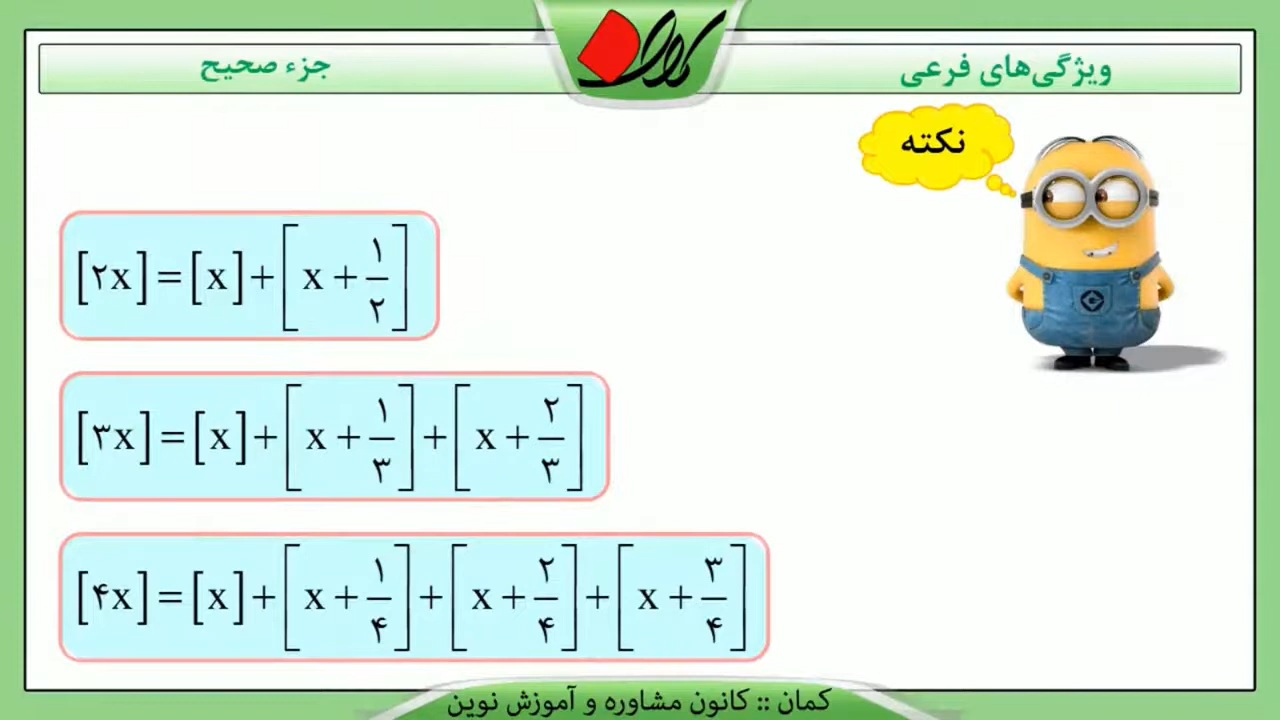 ویژگی‌های فرعی
جزء صحیح
کمان
نکته
[۲x] = [x] + [x + ۱/۲]
[۳x] = [x] + [x + ۱/۳] + [x + ۲/۳]
[۴x] = [x] + [x + ۱/۴] + [x + ۲/۴] + [x + ۳/۴]
کمان :: کانون مشاوره و آموزش نوین